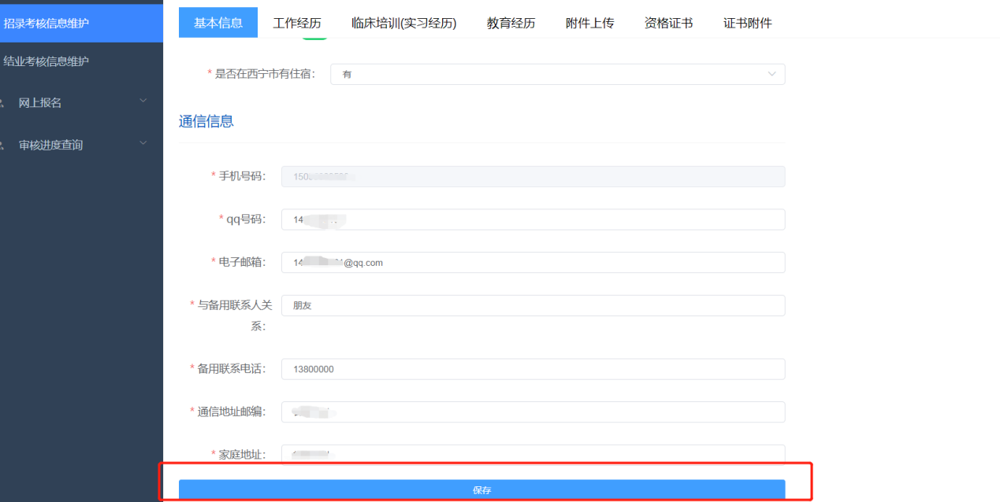 招录考核信息维护
结业考核信息维护
网上报名
审核进度查询
基本信息 工作经历 临床培训(实习经历) 教育经历 附件上传 资格证书 证书附件
* 是否在西宁市有住宿： 有
通信信息
* 手机号码： 150
* qq号码： 14
* 电子邮箱： 14 @qq.com
* 与备用联系人关
系： 朋友
* 备用联系电话： 13800000
* 通信地址邮编：
* 家庭地址：
保存